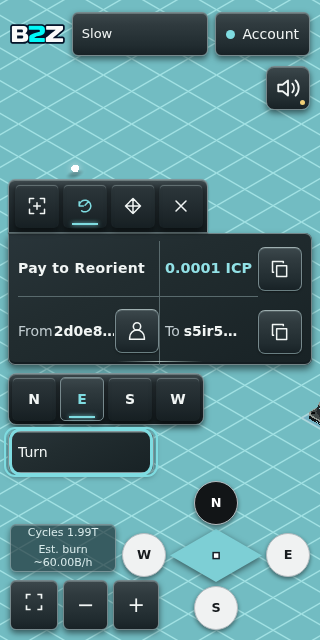 B2Z Slow Account
Pay to Reorient 0.0001 ICP
From 2d0e8... To s5ir5...
N E S W
Turn
N
W E
S
Cycles 1.99T
Est. burn
~60.00B/h
− +